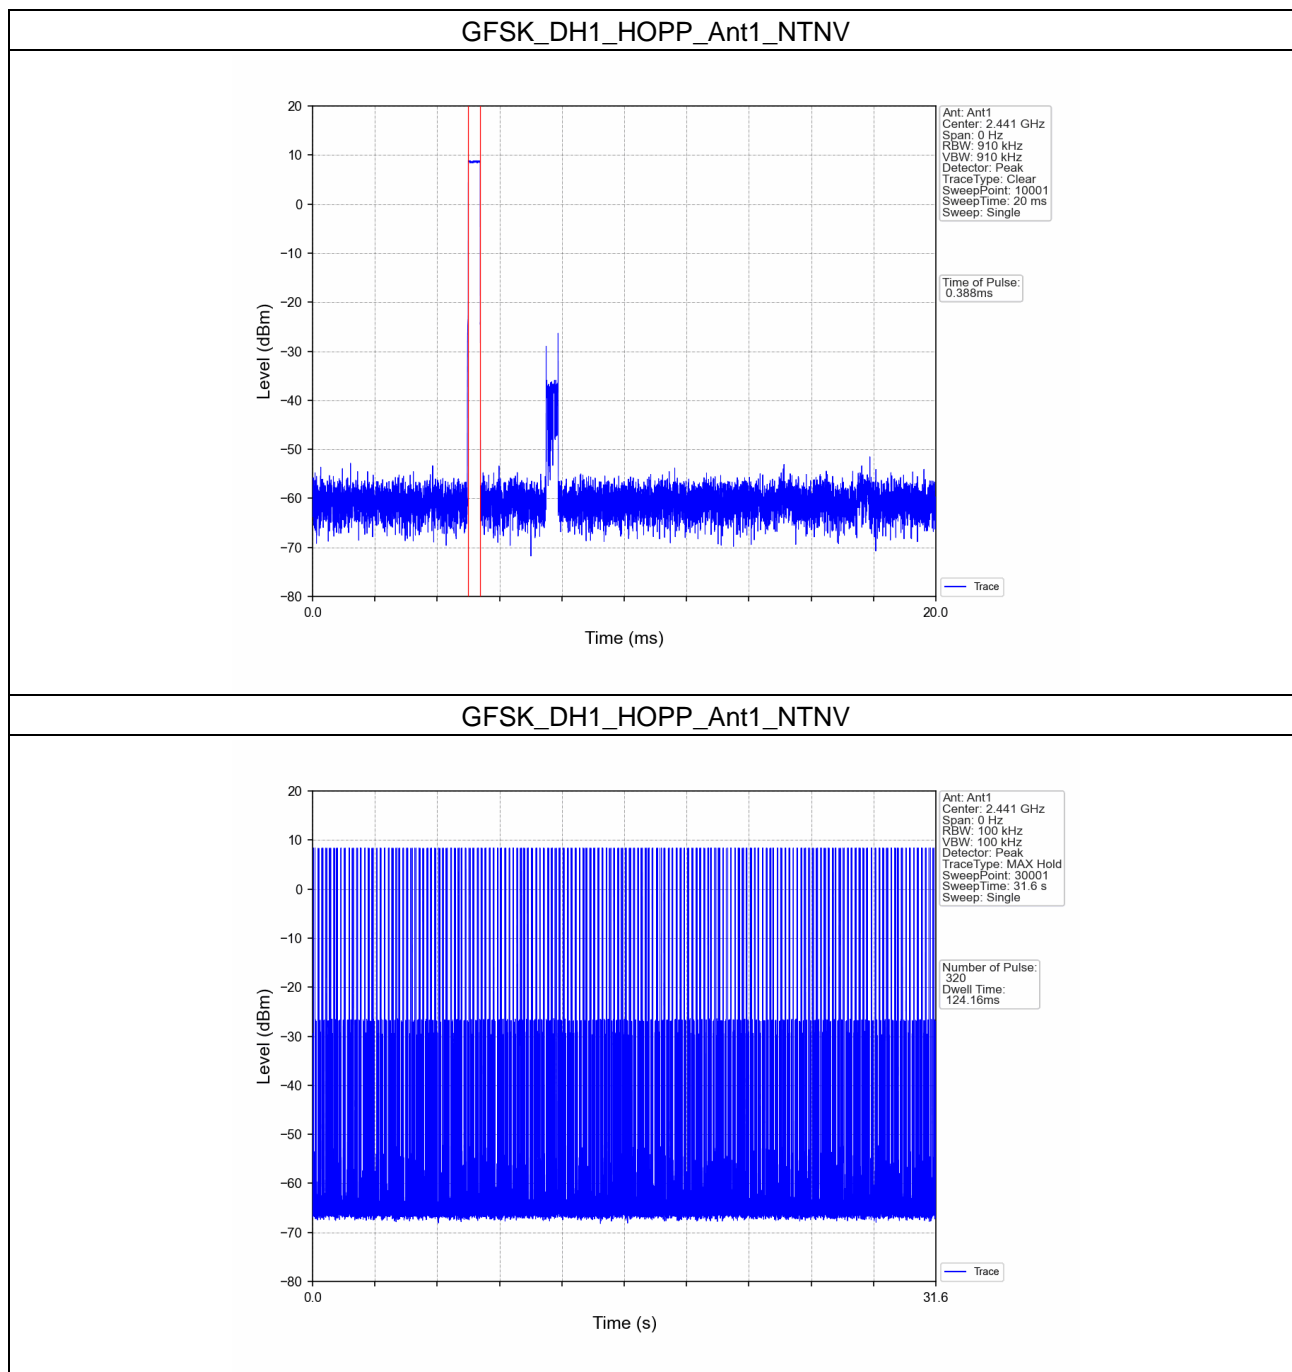 GFSK_DH1_HOPP_Ant1_NTNV
20
10
0
−10
−20
−30
−40
−50
−60
−70
−80
Level (dBm)
0.0
20.0
Time (ms)
Ant: Ant1
Center: 2.441 GHz
Span: 0 Hz
RBW: 910 kHz
VBW: 910 kHz
Detector: Peak
TraceType: Clear
SweepPoint: 10001
SweepTime: 20 ms
Sweep: Single
Time of Pulse:
0.388ms
Trace
GFSK_DH1_HOPP_Ant1_NTNV
20
10
0
−10
−20
−30
−40
−50
−60
−70
−80
Level (dBm)
0.0
31.6
Time (s)
Ant: Ant1
Center: 2.441 GHz
Span: 0 Hz
RBW: 100 kHz
VBW: 100 kHz
Detector: Peak
TraceType: MAX Hold
SweepPoint: 30001
SweepTime: 31.6 s
Sweep: Single
Number of Pulse:
320
Dwell Time:
124.16ms
Trace